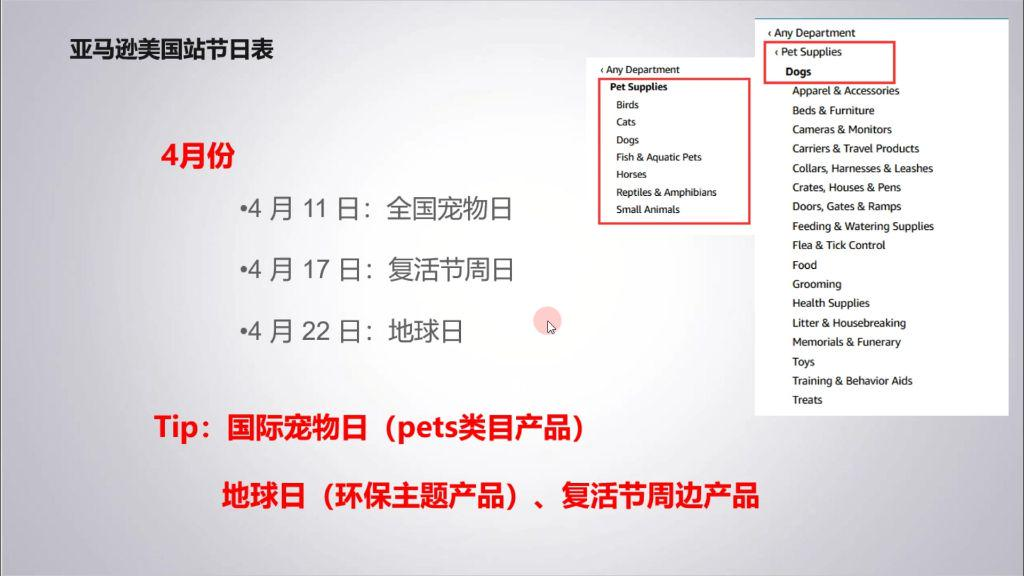 亚马逊美国站节日表
4月份
•4 月 11 日：全国宠物日
•4 月 17 日：复活节周日
•4 月 22 日：地球日
Tip：国际宠物日（pets类目产品）
地球日（环保主题产品）、复活节周边产品
‹ Any Department
Pet Supplies
Birds
Cats
Dogs
Fish & Aquatic Pets
Horses
Reptiles & Amphibians
Small Animals
‹ Any Department
‹ Pet Supplies
Dogs
Apparel & Accessories
Beds & Furniture
Cameras & Monitors
Carriers & Travel Products
Collars, Harnesses & Leashes
Crates, Houses & Pens
Doors, Gates & Ramps
Feeding & Watering Supplies
Flea & Tick Control
Food
Grooming
Health Supplies
Litter & Housebreaking
Memorials & Funerary
Toys
Training & Behavior Aids
Treats